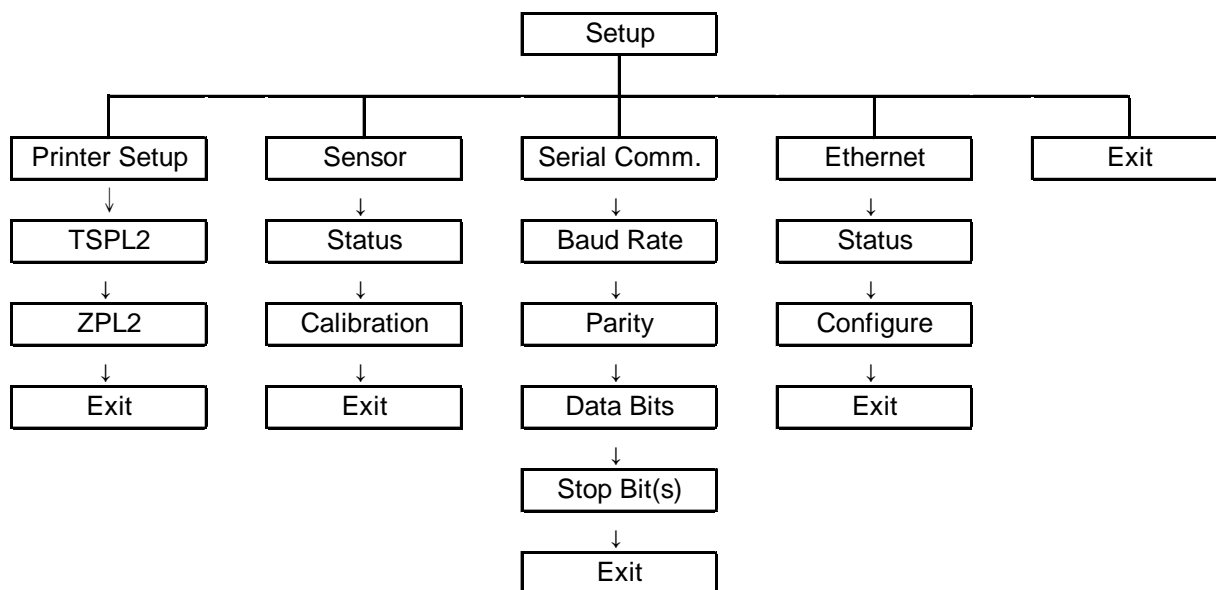 Setup
Printer Setup
Sensor
Serial Comm.
Ethernet
Exit
TSPL2
Status
Baud Rate
Status
ZPL2
Calibration
Parity
Configure
Exit
Exit
Data Bits
Exit
Stop Bit(s)
Exit